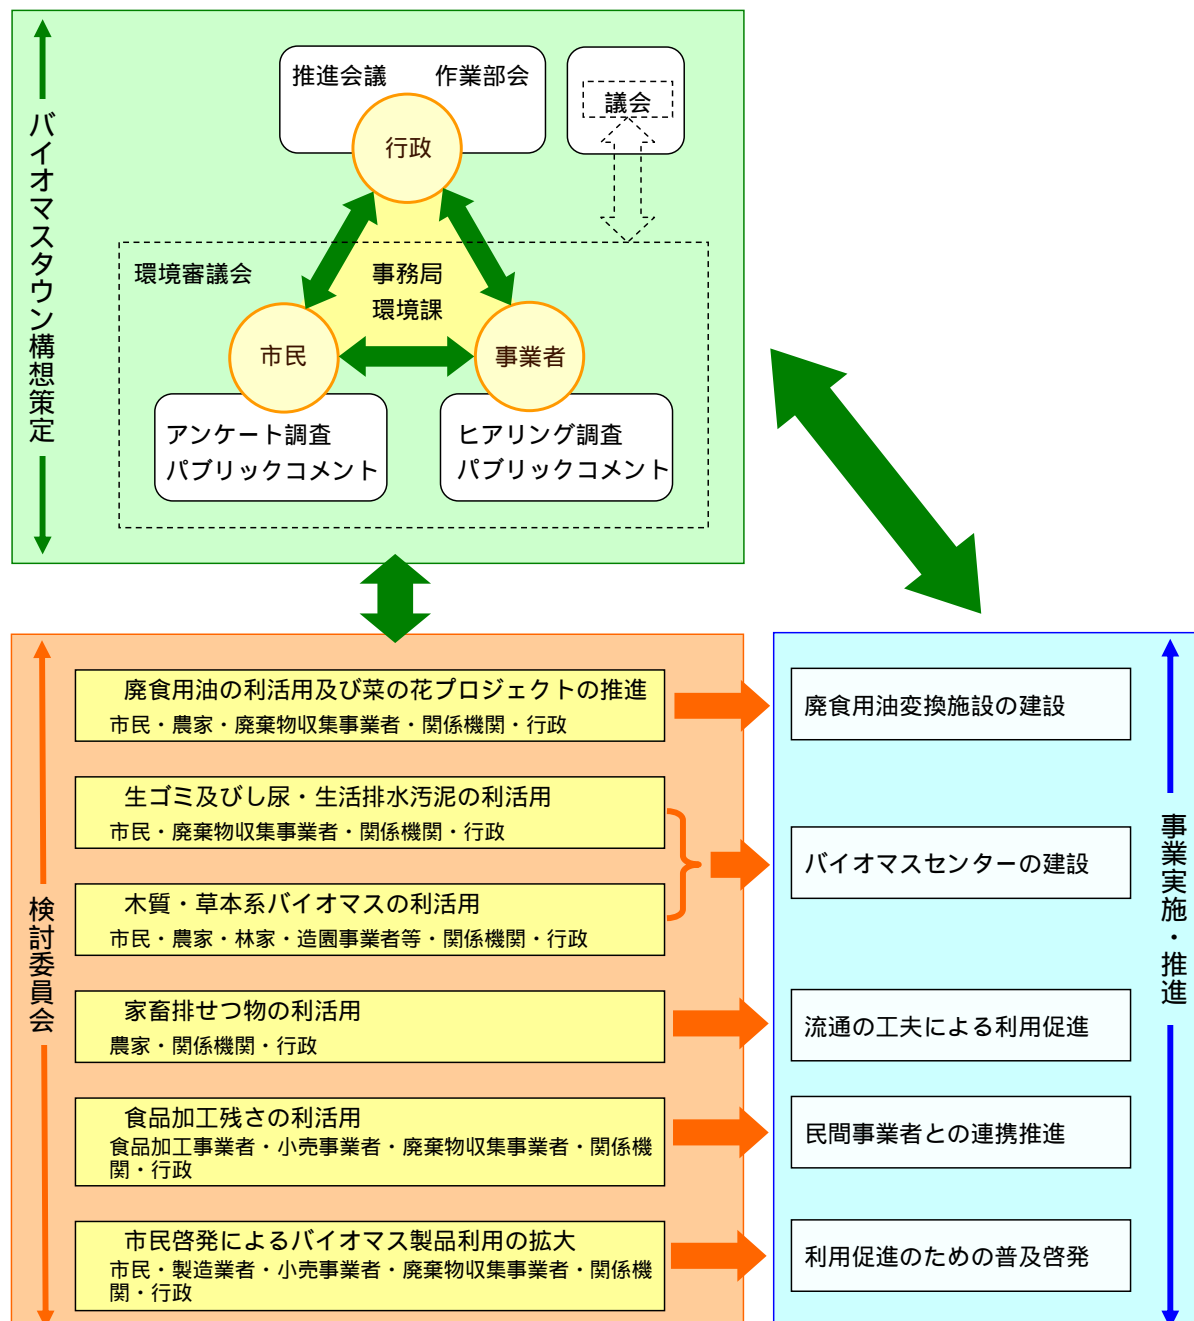 バイオマスタウン構想策定
推進会議 作業部会
議会
行政
環境審議会
事務局
環境課
市民
事業者
アンケート調査
パブリックコメント
ヒアリング調査
パブリックコメント
検討委員会
廃食用油の利活用及び菜の花プロジェクトの推進
市民・農家・廃棄物収集事業者・関係機関・行政
生ゴミ及びし尿・生活排水汚泥の利活用
市民・廃棄物収集事業者・関係機関・行政
木質・草本系バイオマスの利活用
市民・農家・林家・造園事業者等・関係機関・行政
家畜排せつ物の利活用
農家・関係機関・行政
食品加工残さの利活用
食品加工事業者・小売事業者・廃棄物収集事業者・関係機
関・行政
市民啓発によるバイオマス製品利用の拡大
市民・製造業者・小売事業者・廃棄物収集事業者・関係機
関・行政
廃食用油変換施設の建設
バイオマスセンターの建設
流通の工夫による利用促進
民間事業者との連携推進
利用促進のための普及啓発
事業実施・推進